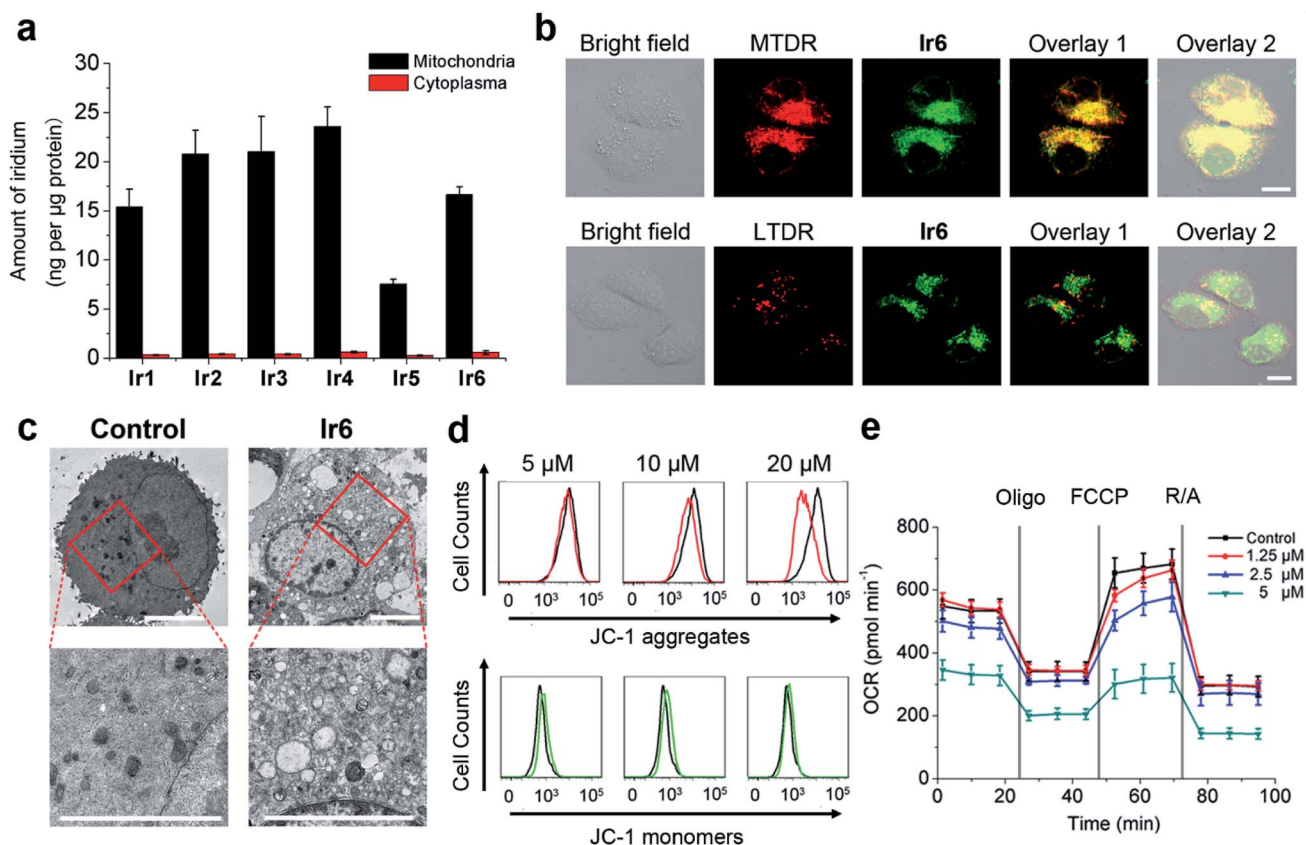 a
Mitochondria
Cytoplasma
Amount of iridium
(ng per μg protein)
30
25
20
15
10
5
0
Ir1 Ir2 Ir3 Ir4 Ir5 Ir6
b
Bright field MTDR Ir6 Overlay 1 Overlay 2
Bright field LTDR Ir6 Overlay 1 Overlay 2
c
Control Ir6
d
5 μM 10 μM 20 μM
Cell Counts
0 10³ 10⁵ 0 10³ 10⁵ 0 10³ 10⁵
JC-1 aggregates
Cell Counts
0 10³ 10⁵ 0 10³ 10⁵ 0 10³ 10⁵
JC-1 monomers
e
Oligo FCCP R/A
Control
1.25 μM
2.5 μM
5 μM
OCR (pmol min⁻¹)
800
600
400
200
0
0 20 40 60 80 100
Time (min)